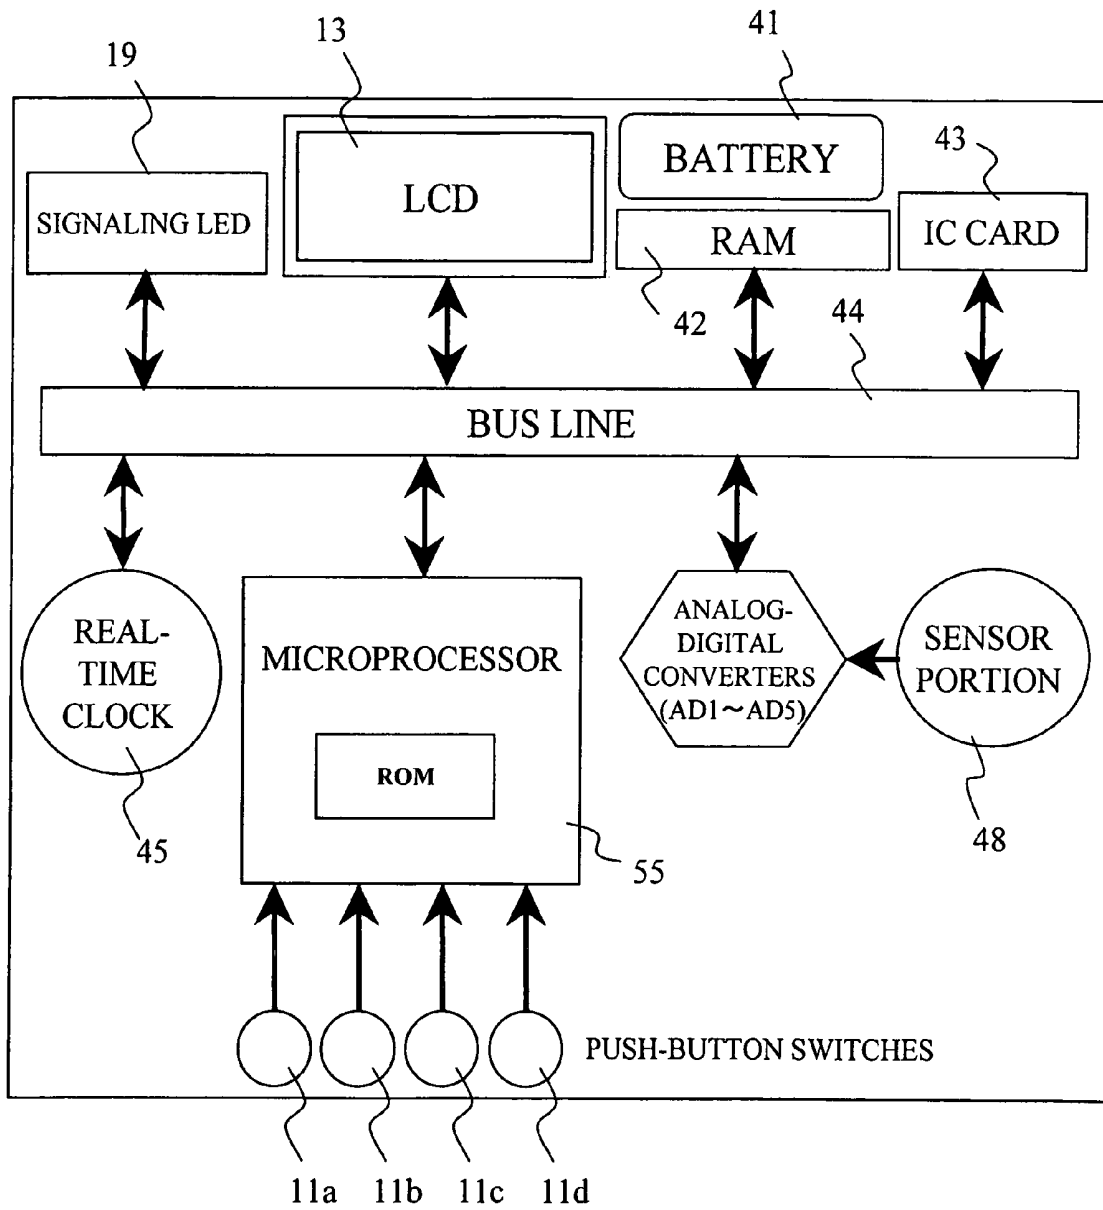 41
13
19
43
BATTERY
LCD
SIGNALING LED
RAM
IC CARD
42
44
BUS LINE
REAL-
TIME
CLOCK
MICROPROCESSOR
ROM
ANALOG-
DIGITAL
CONVERTERS
(AD1～AD5)
SENSOR
PORTION
45
55
48
PUSH-BUTTON SWITCHES
11a 11b 11c 11d